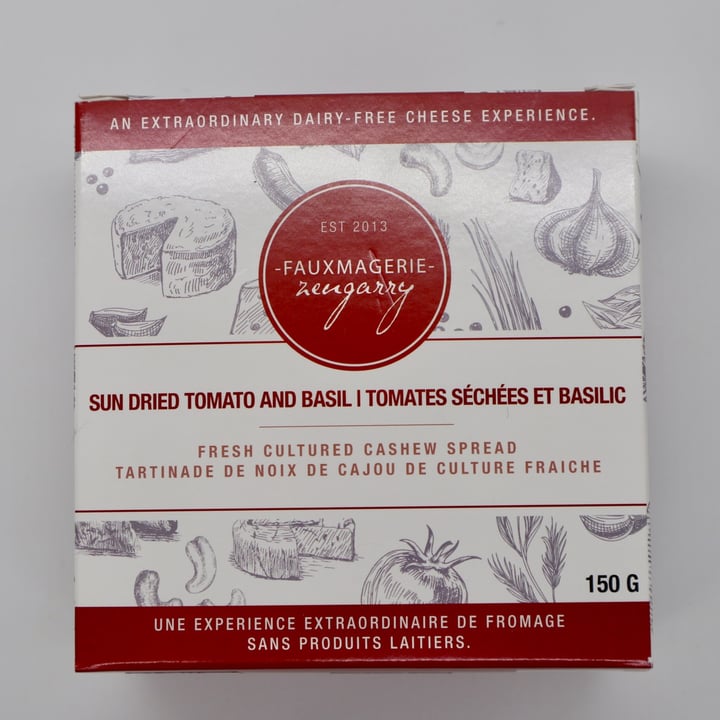 AN EXTRAORDINARY DAIRY-FREE CHEESE EXPERIENCE.
EST 2013
-FAUXMAGERIE-
zengarry
SUN DRIED TOMATO AND BASIL | TOMATES SÉCHÉES ET BASILIC
FRESH CULTURED CASHEW SPREAD
TARTINADE DE NOIX DE CAJOU DE CULTURE FRAICHE
150 G
UNE EXPERIENCE EXTRAORDINAIRE DE FROMAGE
SANS PRODUITS LAITIERS.